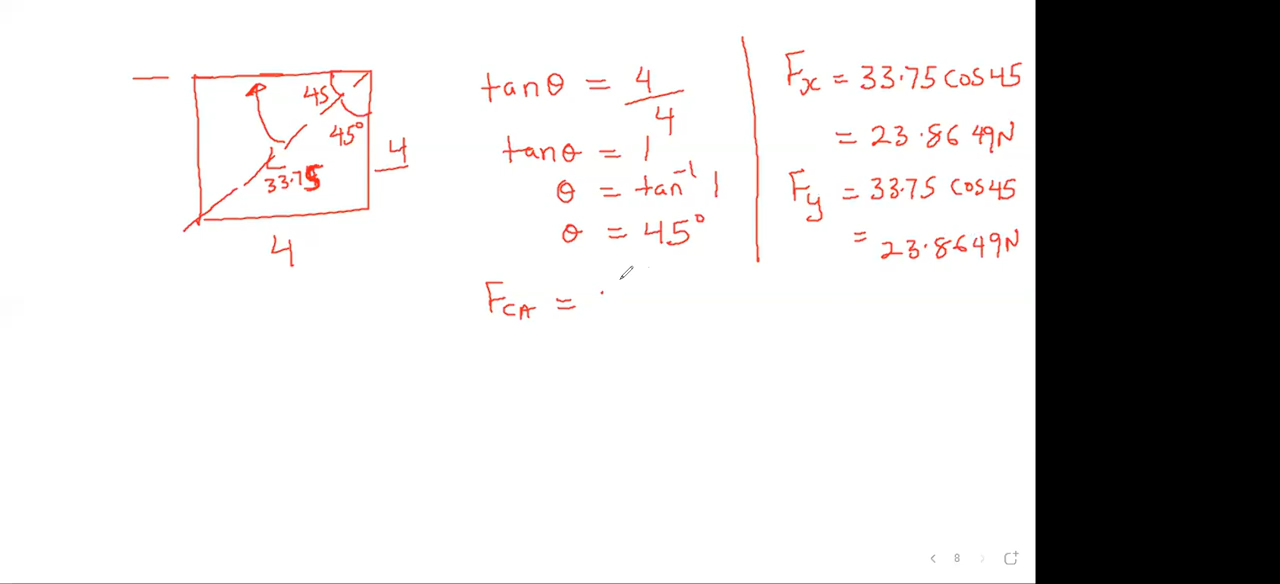 45
45°
33.75
4
4
tanθ = 4/4
tanθ = 1
θ = tan⁻¹ 1
θ = 45°
F_CA = .
Fx = 33.75 cos45
= 23.8649N
Fy = 33.75 cos45
= 23.8649N
8